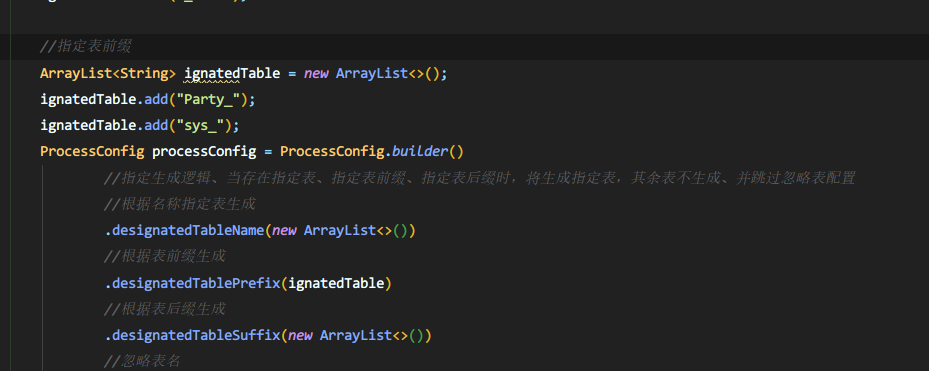 //指定表前缀
ArrayList<String> ignatedTable = new ArrayList<>();
ignatedTable.add("Party_");
ignatedTable.add("sys_");
ProcessConfig processConfig = ProcessConfig.builder()
//指定生成逻辑、当存在指定表、指定表前缀、指定表后缀时，将生成指定表，其余表不生成、并跳过忽略表配置
//根据名称指定表生成
.designatedTableName(new ArrayList<>())
//根据表前缀生成
.designatedTablePrefix(ignatedTable)
//根据表后缀生成
.designatedTableSuffix(new ArrayList<>())
//忽略表名